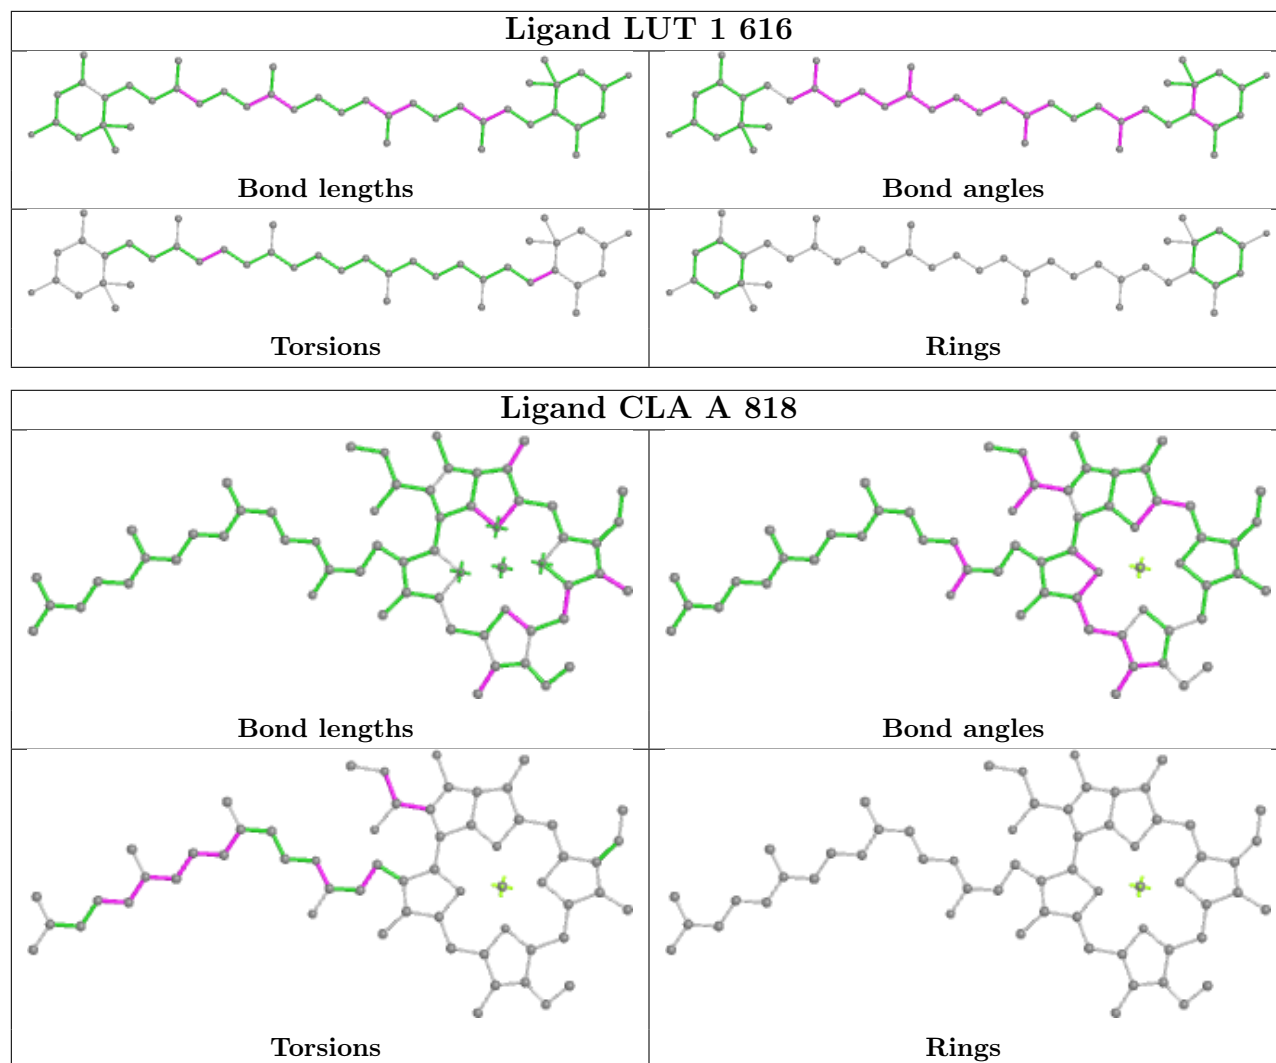 Ligand LUT 1 616
Bond lengths
Bond angles
Torsions
Rings
Ligand CLA A 818
Bond lengths
Bond angles
Torsions
Rings